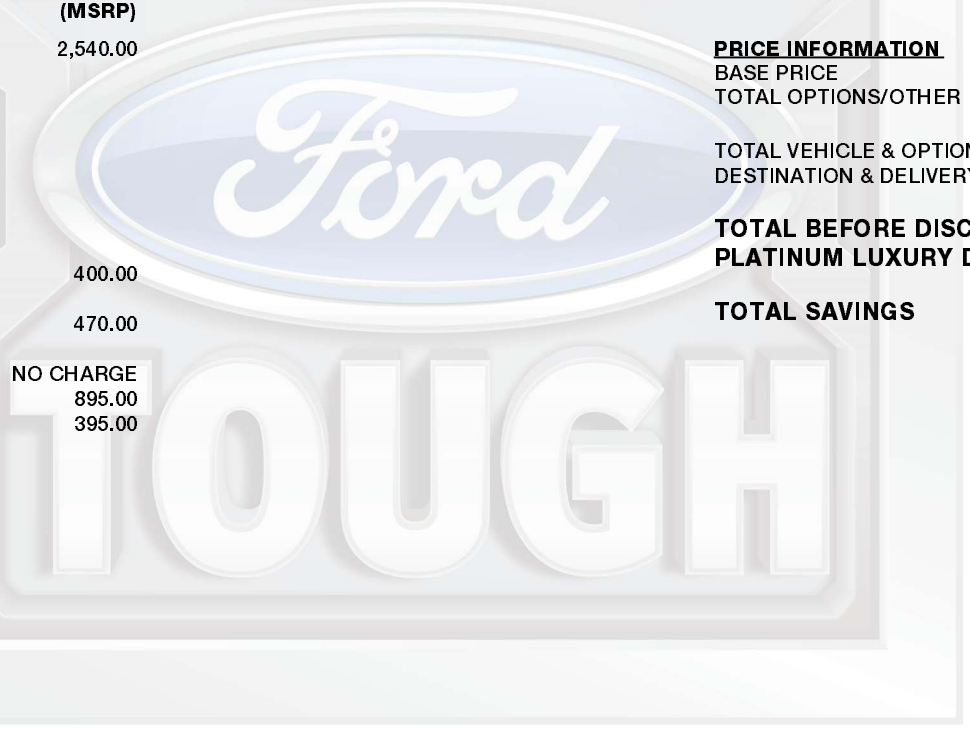 (MSRP)
2,540.00
400.00
470.00
NO CHARGE
895.00
395.00
PRICE INFORMATION
BASE PRICE
TOTAL OPTIONS/OTHER
TOTAL VEHICLE & OPTION
DESTINATION & DELIVERY
TOTAL BEFORE DISC
PLATINUM LUXURY D
TOTAL SAVINGS
Ford
TOUGH